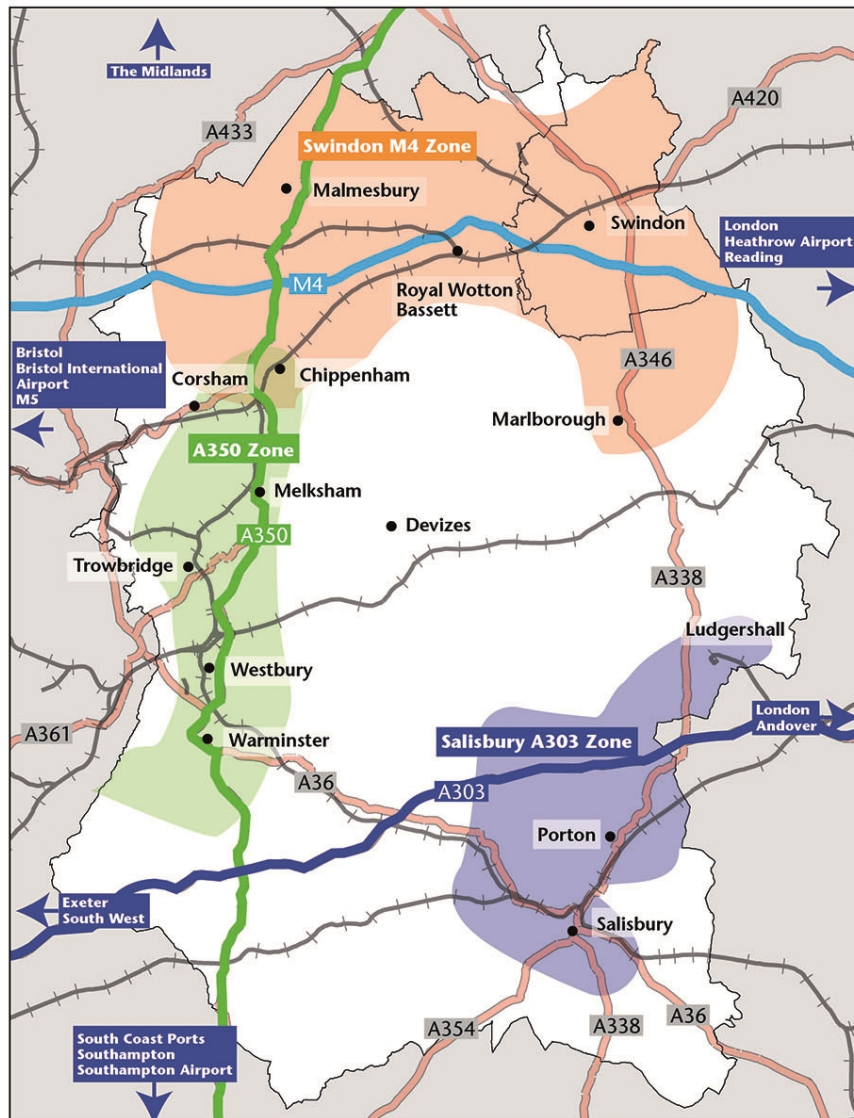 The Midlands
A433
A420
Swindon M4 Zone
Malmesbury
Swindon
London
Heathrow Airport
Reading
M4
Royal Wotton
Bassett
Bristol
Bristol International
Airport
M5
Corsham
Chippenham
A346
Marlborough
A350 Zone
Melksham
Devizes
A350
Trowbridge
A338
Ludgershall
Westbury
London
Andover
A361
Warminster
Salisbury A303 Zone
A36
A303
Porton
Exeter
South West
Salisbury
A354
A338
A36
South Coast Ports
Southampton
Southampton Airport